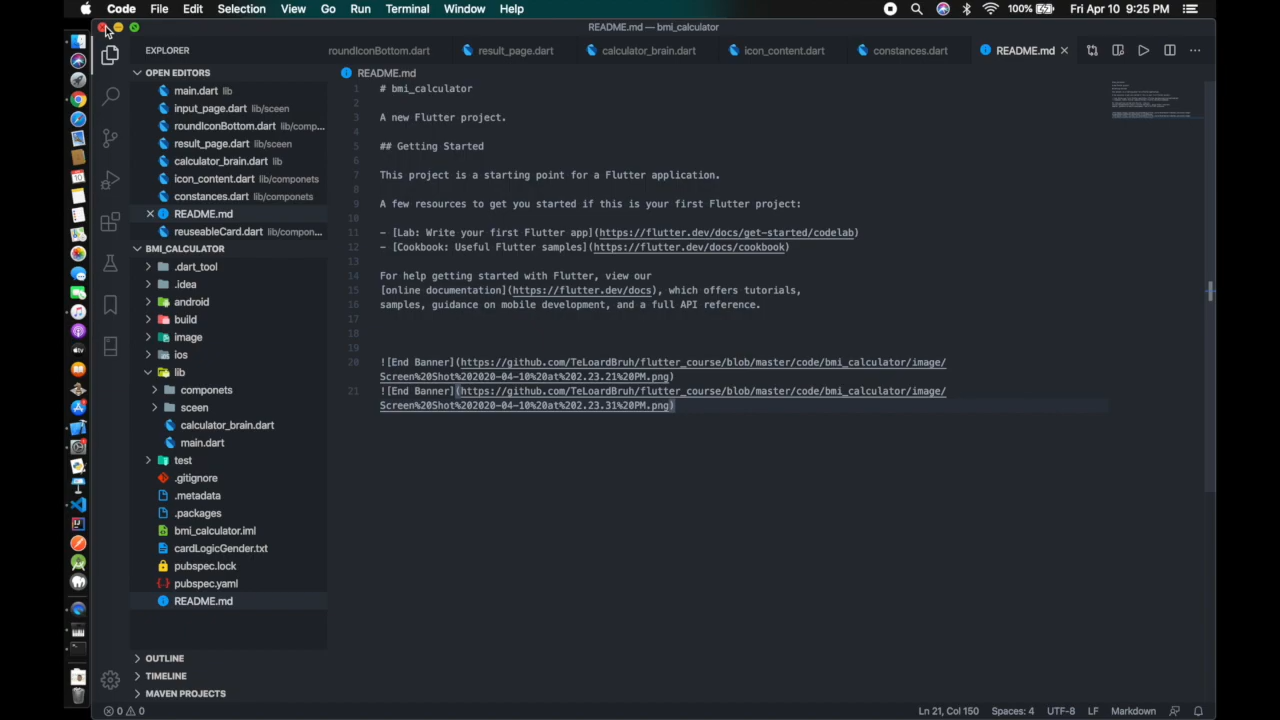 Code File Edit Selection View Go Run Terminal Window Help 100% Fri Apr 10 9:25 PM
README.md — bmi_calculator
EXPLORER
roundIconBottom.dart result_page.dart calculator_brain.dart icon_content.dart constances.dart README.md
OPEN EDITORS
main.dart lib
input_page.dart lib/sceen
roundIconBottom.dart lib/comp...
result_page.dart lib/sceen
calculator_brain.dart lib
icon_content.dart lib/componets
constances.dart lib/componets
README.md
reuseableCard.dart lib/compon...
BMI_CALCULATOR
.dart_tool
.idea
android
build
image
ios
lib
componets
sceen
calculator_brain.dart
main.dart
test
.gitignore
.metadata
.packages
bmi_calculator.iml
cardLogicGender.txt
pubspec.lock
pubspec.yaml
README.md
OUTLINE
TIMELINE
MAVEN PROJECTS
README.md
1 # bmi_calculator
2
3 A new Flutter project.
4
5 ## Getting Started
6
7 This project is a starting point for a Flutter application.
8
9 A few resources to get you started if this is your first Flutter project:
10
11 - [Lab: Write your first Flutter app](https://flutter.dev/docs/get-started/codelab)
12 - [Cookbook: Useful Flutter samples](https://flutter.dev/docs/cookbook)
13
14 For help getting started with Flutter, view our
15 [online documentation](https://flutter.dev/docs), which offers tutorials,
16 samples, guidance on mobile development, and a full API reference.
17
18
19
20 ![End Banner](https://github.com/TeLoardBruh/flutter_course/blob/master/code/bmi_calculator/image/
Screen%20Shot%202020-04-10%20at%202.23.21%20PM.png)
21 ![End Banner](https://github.com/TeLoardBruh/flutter_course/blob/master/code/bmi_calculator/image/
Screen%20Shot%202020-04-10%20at%202.23.31%20PM.png)
0 0 Ln 21, Col 150 Spaces: 4 UTF-8 LF Markdown